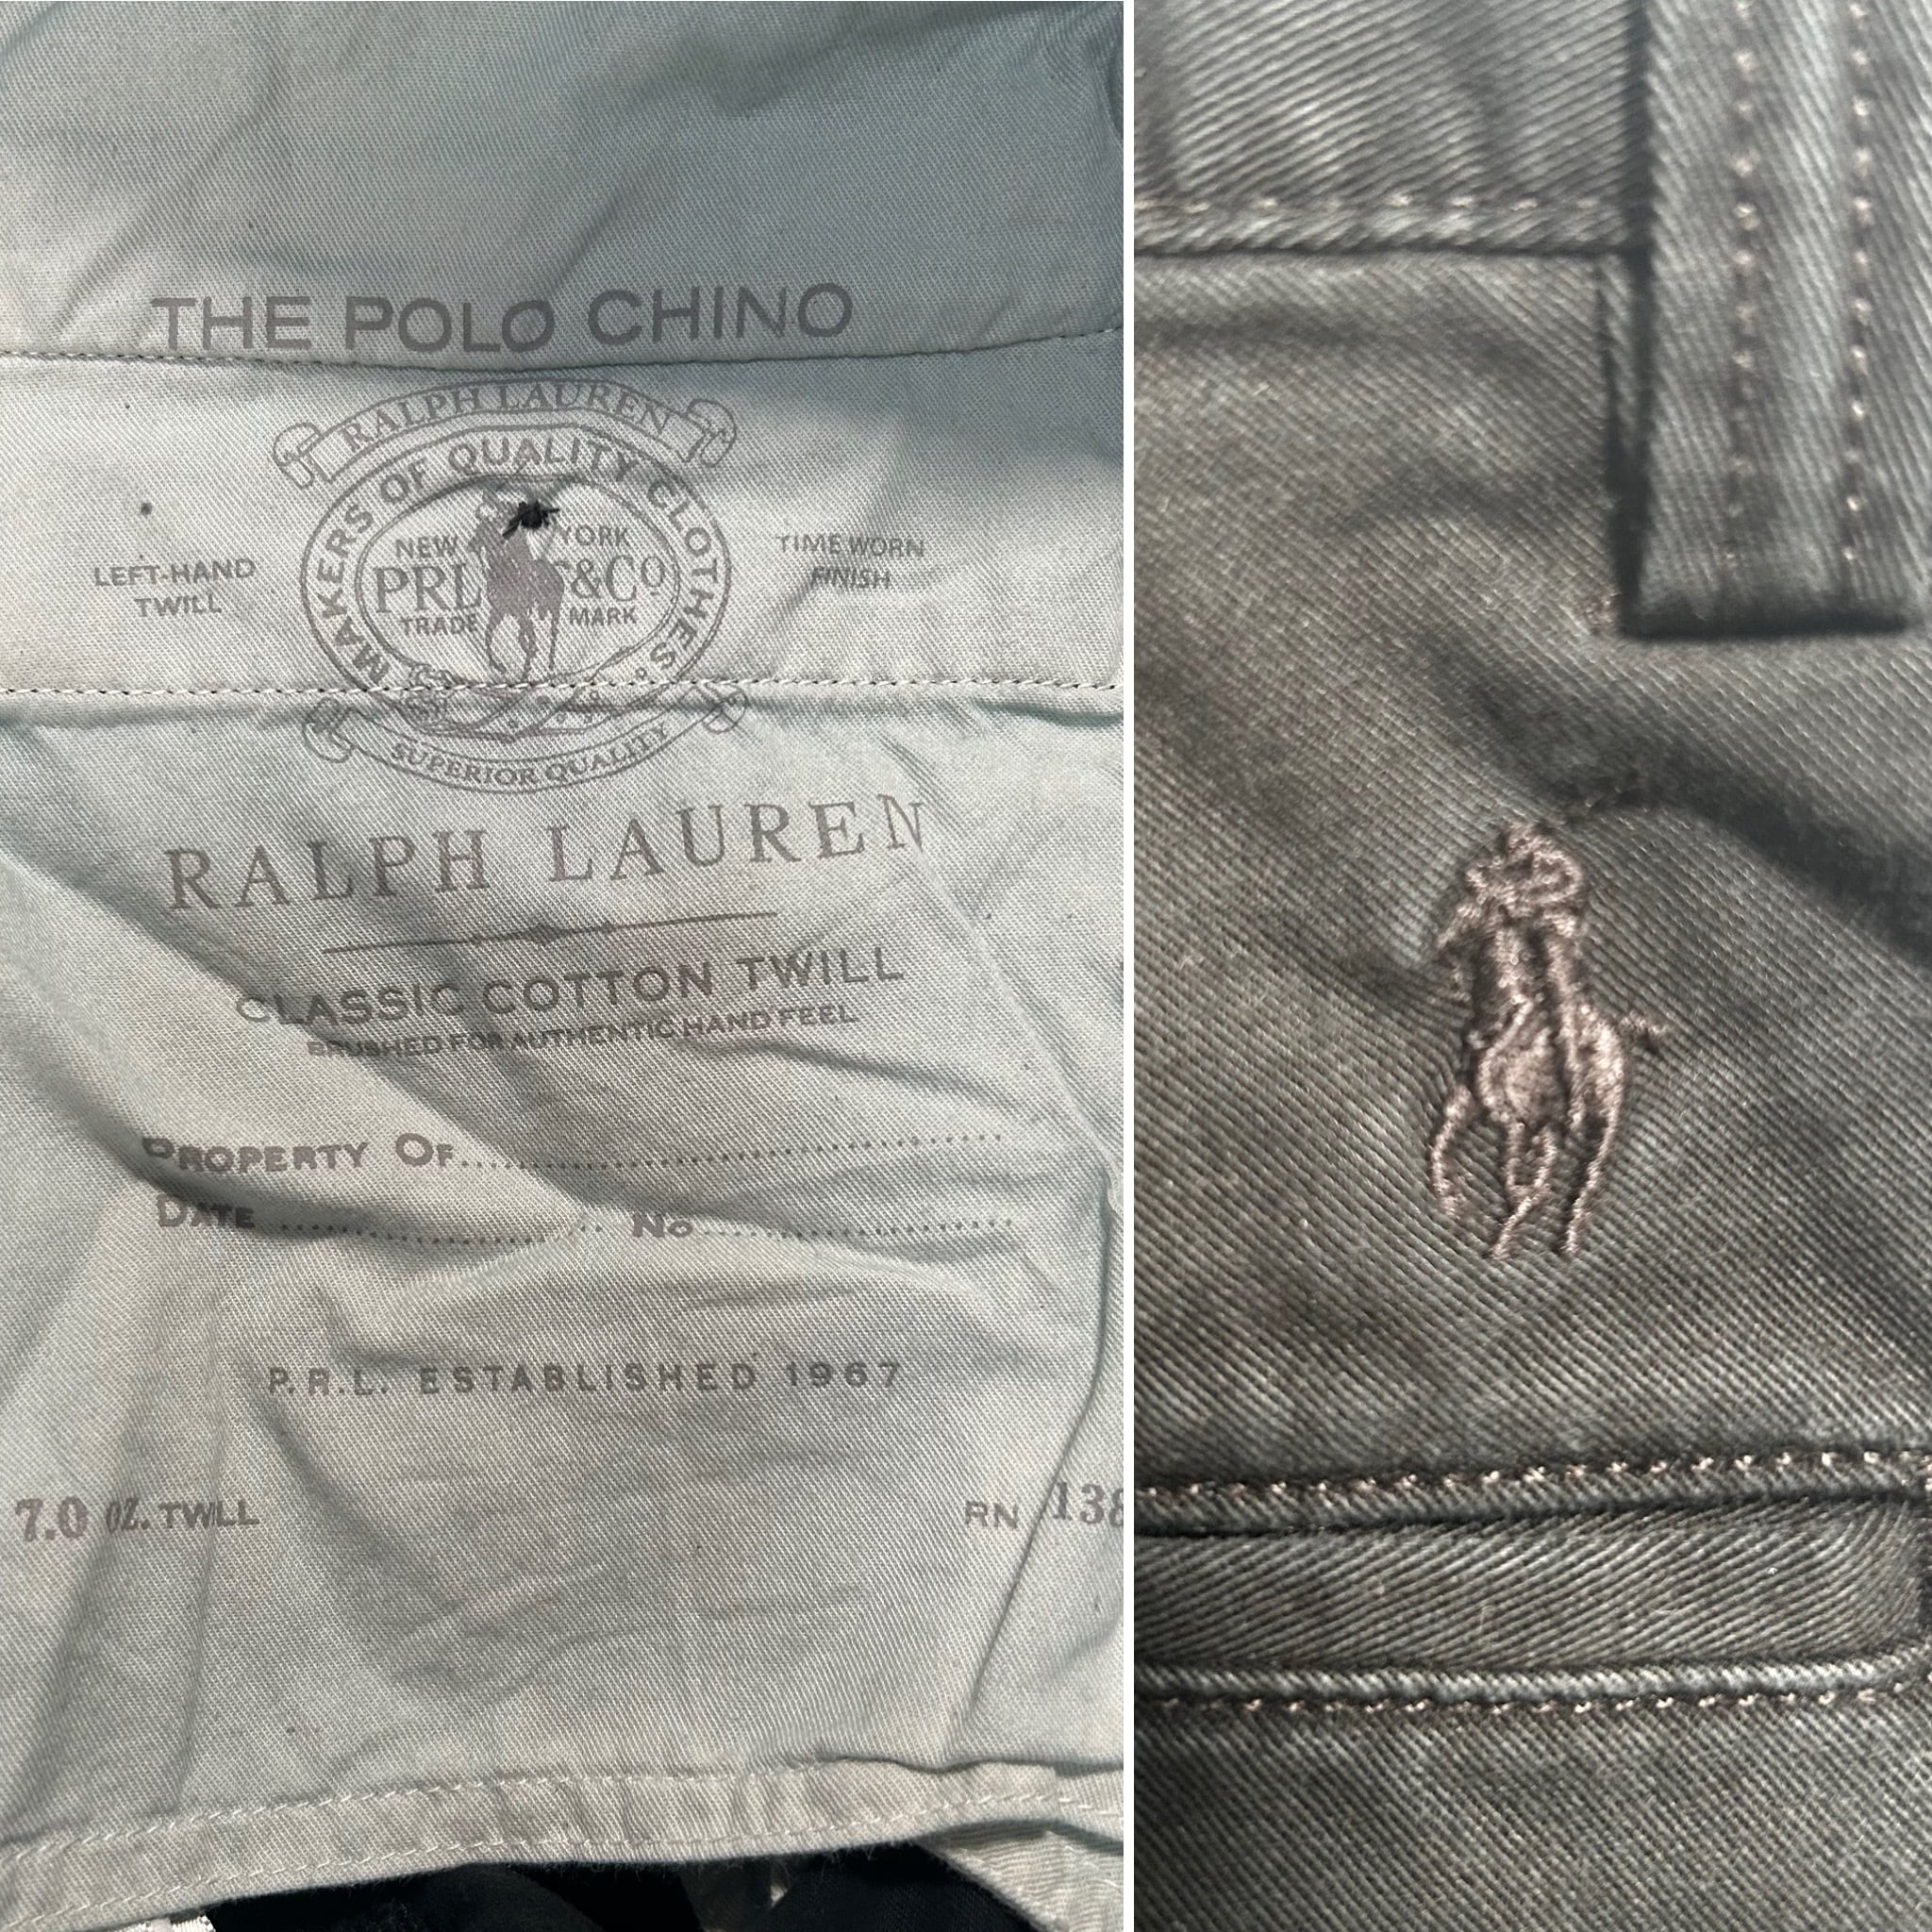 THE POLO CHINO
RALPH LAUREN
MAKERS OF QUALITY CLOTHES
LEFT-HAND
TWILL
NEW YORK
PRL &Co
TRADE MARK
TIME WORN
FINISH
SUPERIOR QUALITY
RALPH LAUREN
CLASSIC COTTON TWILL
BRUSHED FOR AUTHENTIC HAND FEEL
PROPERTY OF
DATE No
P.R.L. ESTABLISHED 1967
7.0 OZ. TWILL RN